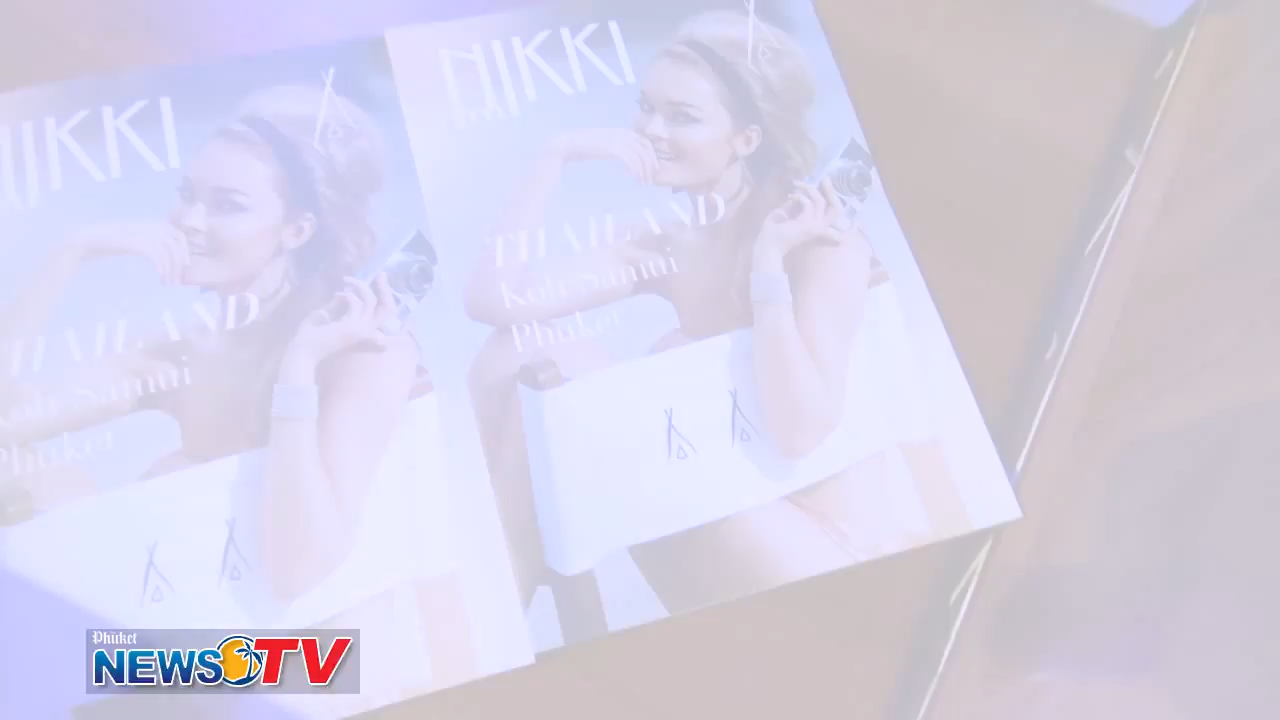 NIKKI
THAILAND
Koh Samui
Phuket
NIKKI
THAILAND
Koh Samui
Phuket
Phuket
NEWS TV